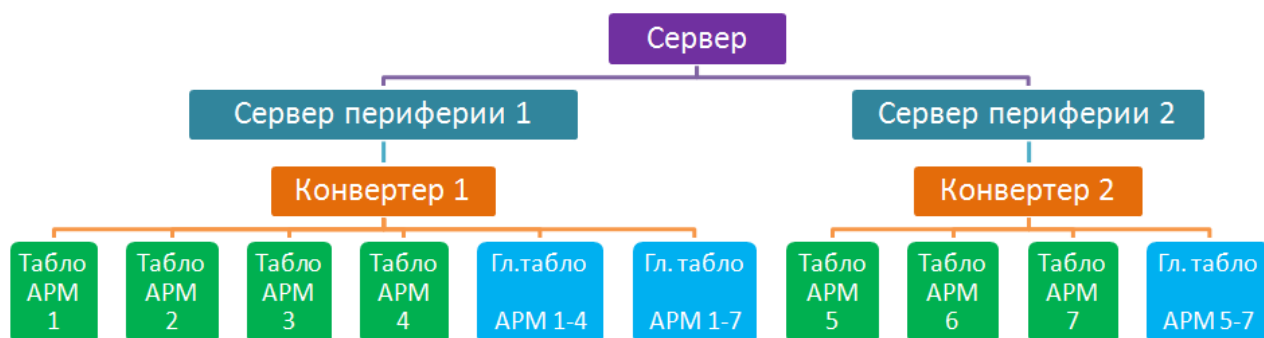 Сервер
Сервер периферии 1
Сервер периферии 2
Конвертер 1
Конвертер 2
Табло
АРМ
1
Табло
АРМ
2
Табло
АРМ
3
Табло
АРМ
4
Гл.табло
АРМ 1-4
Гл. табло
АРМ 1-7
Табло
АРМ
5
Табло
АРМ
6
Табло
АРМ
7
Гл. табло
АРМ 5-7